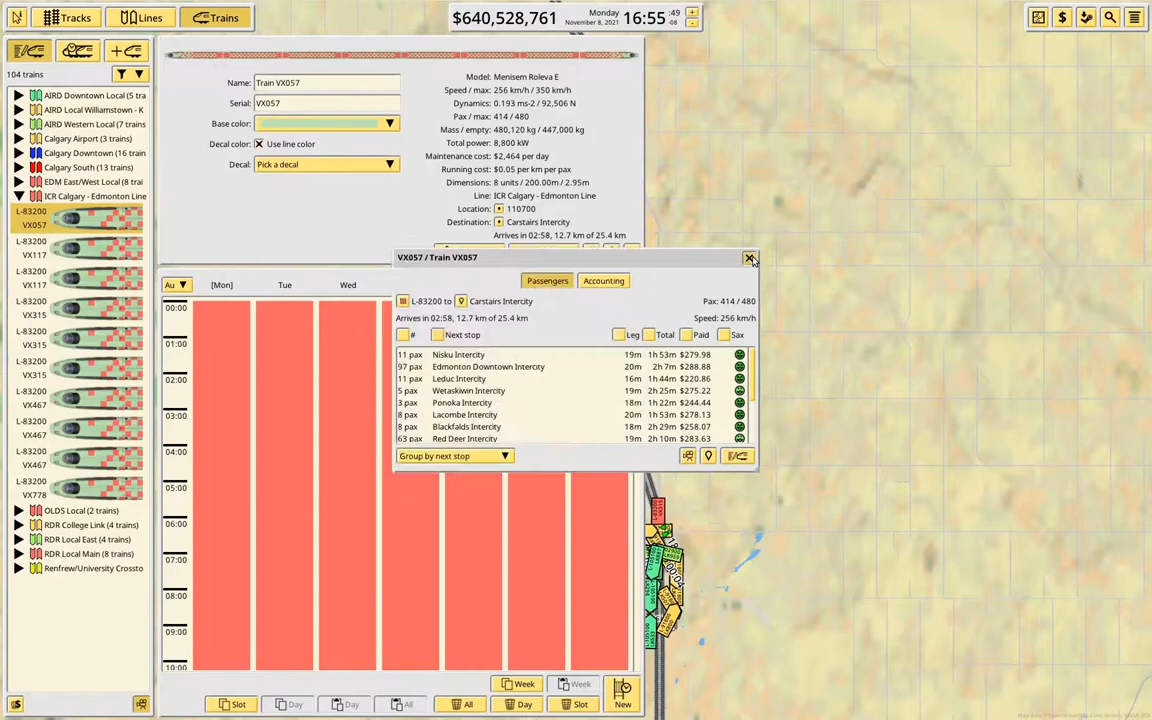 Tracks
Lines
Trains
$640,528,761
Monday
November 8, 2021
16:55
:49
-08
104 trains
AIRD Downtown Local (5 tra
AIRD Local Williamstown - K
AIRD Western Local (7 trains
Calgary Airport (3 trains)
Calgary Downtown (16 train
Calgary South (13 trains)
EDM East/West Local (8 trai
ICR Calgary - Edmonton Line
L-83200
VX057
L-83200
VX117
L-83200
VX117
L-83200
VX315
L-83200
VX315
L-83200
VX315
L-83200
VX467
L-83200
VX467
L-83200
VX467
L-83200
VX778
OLDS Local (2 trains)
RDR College Link (4 trains)
RDR Local East (4 trains)
RDR Local Main (8 trains)
Renfrew/University Crossto
Name: Train VX057
Serial: VX057
Base color:
Decal color: Use line color
Decal: Pick a decal
Model: Menisem Roleva E
Speed / max: 256 km/h / 350 km/h
Dynamics: 0.193 ms-2 / 92,506 N
Pax / max: 414 / 480
Mass / empty: 480,120 kg / 447,000 kg
Total power: 8,800 kW
Maintenance cost: $2,464 per day
Running cost: $0.05 per km per pax
Dimensions: 8 units / 200.00m / 2.95m
Line: ICR Calgary - Edmonton Line
Location: 110700
Destination: Carstairs Intercity
Arrives in 02:58, 12.7 km of 25.4 km
VX057 / Train VX057
Passengers
Accounting
L-83200 to Carstairs Intercity
Pax: 414 / 480
Arrives in 02:58, 12.7 km of 25.4 km
Speed: 256 km/h
# Next stop Leg Total Paid Sax
11 pax Nisku Intercity 19m 1h 53m $279.98
97 pax Edmonton Downtown Intercity 20m 2h 7m $288.88
11 pax Leduc Intercity 16m 1h 44m $220.86
5 pax Wetaskiwin Intercity 19m 2h 25m $275.22
3 pax Ponoka Intercity 18m 1h 22m $244.44
8 pax Lacombe Intercity 20m 1h 53m $278.13
8 pax Blackfalds Intercity 18m 2h 29m $258.07
63 pax Red Deer Intercity 19m 2h 10m $283.63
Group by next stop
Au [Mon] Tue Wed
00:00
01:00
02:00
03:00
04:00
05:00
06:00
07:00
08:00
09:00
10:00
Week
Week
Slot
Day
Day
All
All
Day
Slot
New